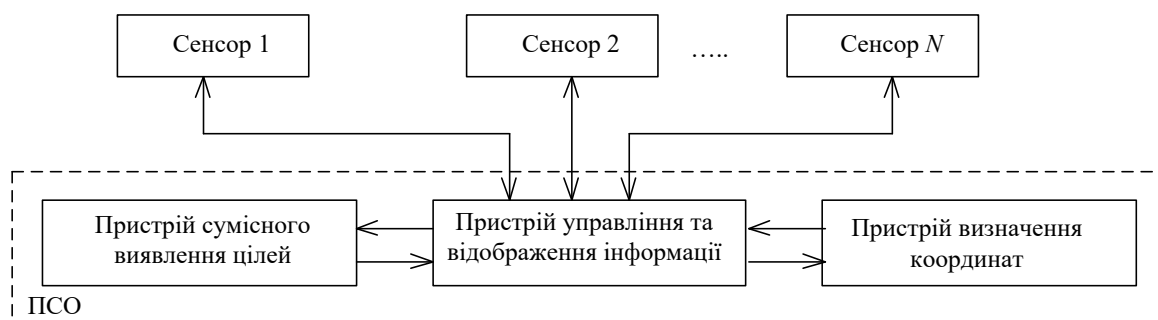 Сенсор 1
Сенсор 2
…..
Сенсор N
Пристрій сумісного
виявлення цілей
Пристрій управління та
відображення інформації
Пристрій визначення
координат
ПСО